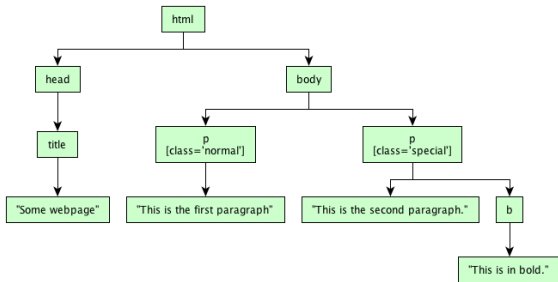 html
head
body
title
p
[class='normal']
p
[class='special']
"Some webpage"
"This is the first paragraph"
"This is the second paragraph."
b
"This is in bold."